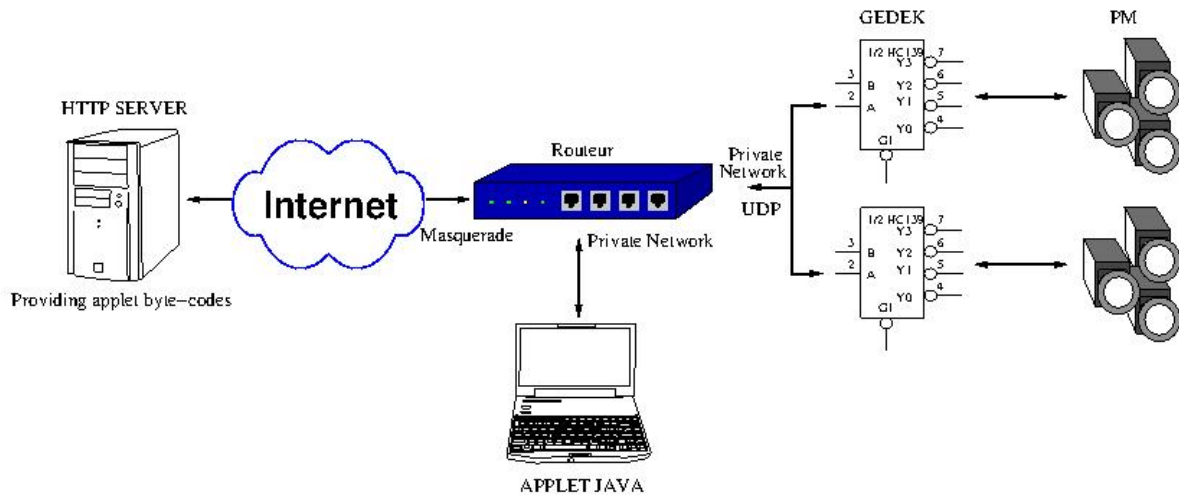 GEDEK
PM
1/2 HC139
7
Y3
3
B
Y2
6
2
A
Y1
5
Y0
4
G1
HTTP SERVER
Internet
Routeur
Private
Network
UDP
Masquerade
Private Network
1/2 HC139
7
Y3
3
B
Y2
6
2
A
Y1
5
Y0
4
G1
Providing applet byte-codes
APPLET JAVA